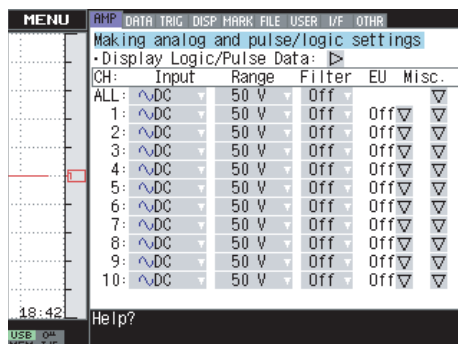 MENU AMP DATA TRIG DISP MARK FILE USER I/F OTHR
Making analog and pulse/logic settings
・Display Logic/Pulse Data:
CH: Input Range Filter EU Misc.
ALL: DC 50 V Off
1: DC 50 V Off Off
2: DC 50 V Off Off
3: DC 50 V Off Off
4: DC 50 V Off Off
5: DC 50 V Off Off
6: DC 50 V Off Off
7: DC 50 V Off Off
8: DC 50 V Off Off
9: DC 50 V Off Off
10: DC 50 V Off Off
1
18:42
Help?
USB